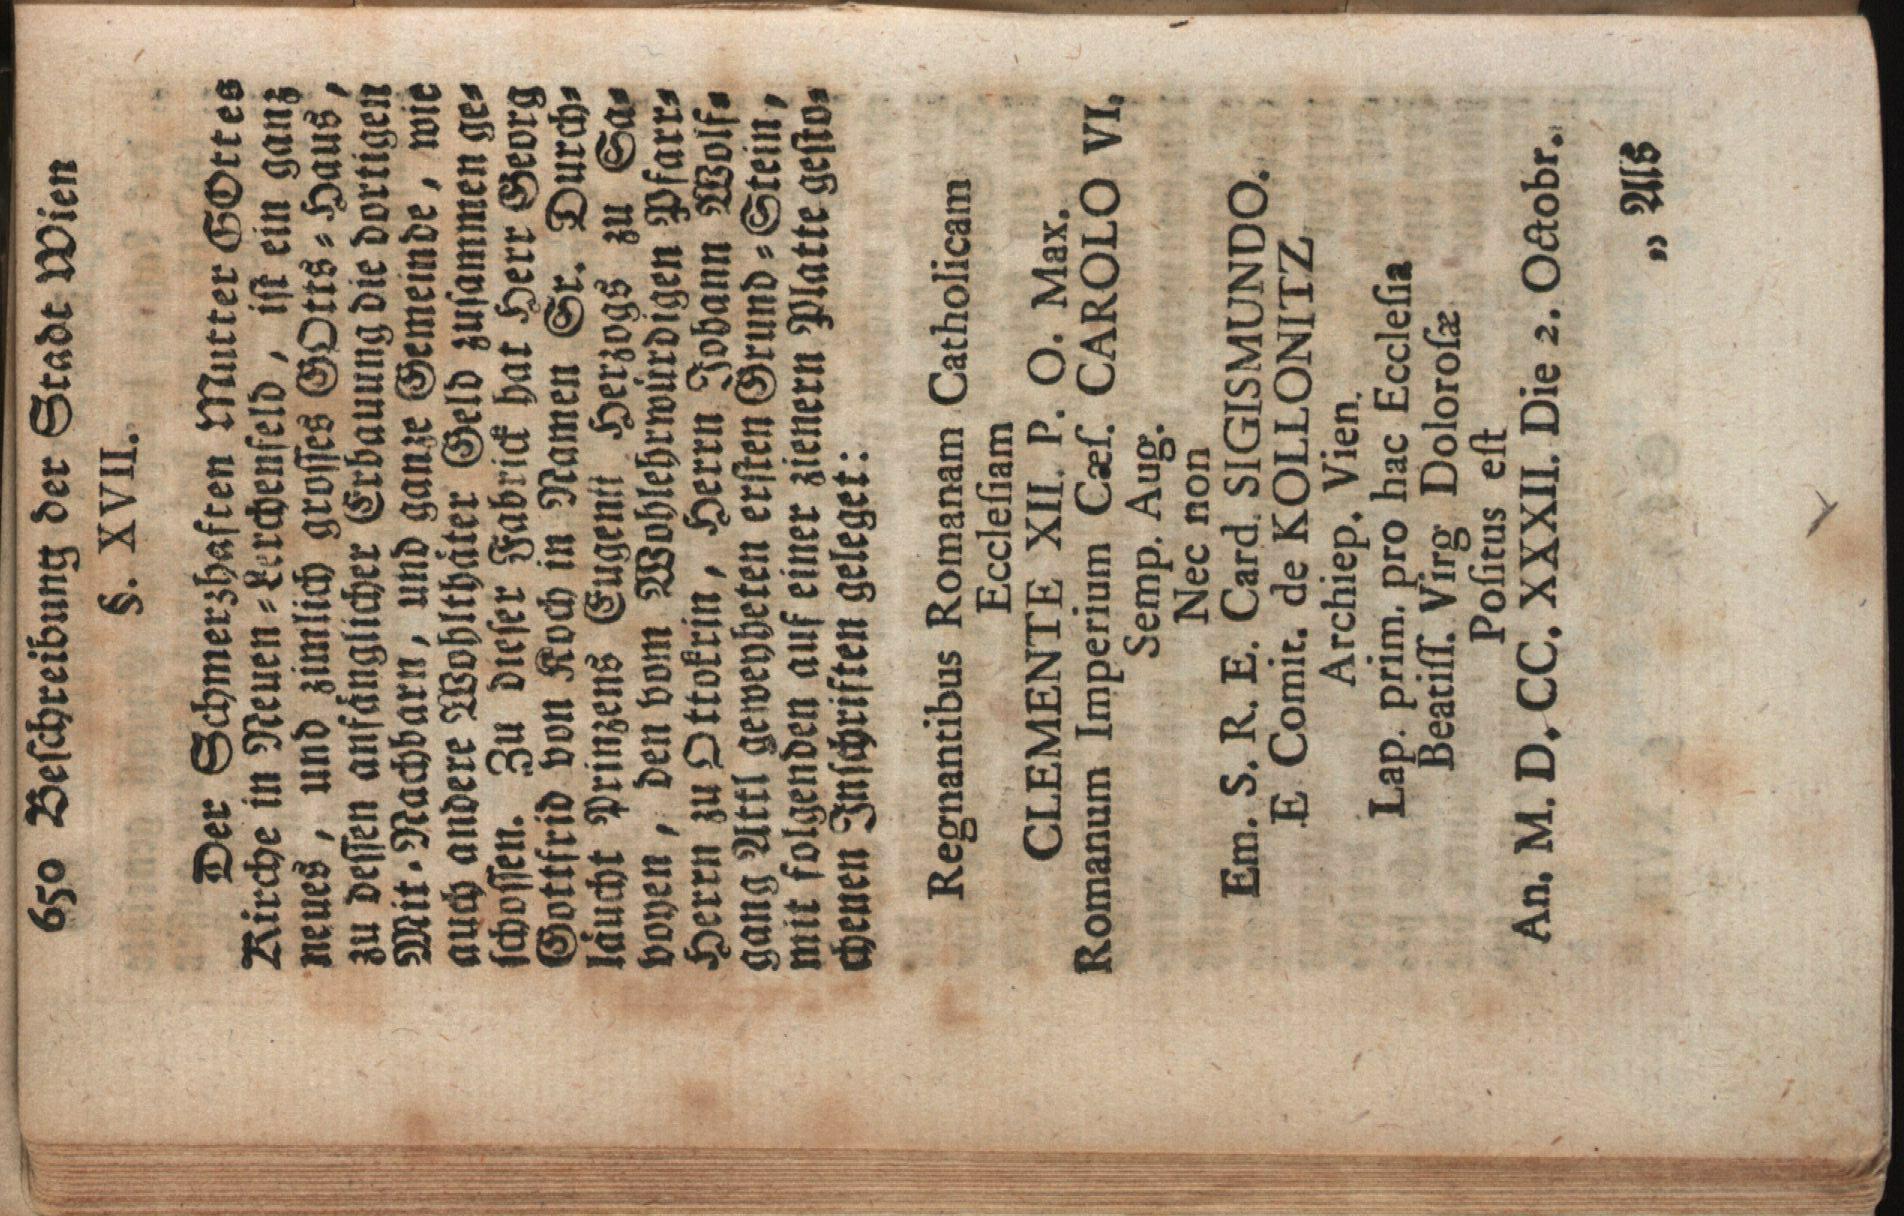 650 Beſchreibung der Stadt Wien
§. XVII.
Der Schmerzhaften Mutter GOttes
Kirche in Neuen⸗Lerchenfeld, iſt ein ganz
neues, und zimlich groſſes GOtts⸗Haus,
zu deſſen anfänglicher Erbauung die dortigen
Mit-Nachbarn, und ganze Gemeinde, wie
auch andere Wohlthäter Geld zuſammen ge⸗
ſchoſſen. Zu dieſer Fabrick hat Herr Georg
Gottfrid von Koch in Namen Sr. Durch⸗
läucht Prinzens Eugenii Herzogs zu Sa⸗
voyen, den vom Wohlehrwürdigen Pfarr⸗
Herrn zu Ottokrin, Herrn Johann Wolf⸗
gang Attl geweyheten erſten Grund⸗Stein,
mit folgenden auf einer zienern Platte geſto⸗
chenen Inſchriften geleget:
Regnantibus Romanam Catholicam
Eccleſiam
CLEMENTE XII. P. O. Max.
Romanum Imperium Cæſ. CAROLO VI.
Semp. Aug.
Nec non
Em. S. R. E. Card. SIGISMUNDO.
E Comit. de KOLLONITZ
Archiep. Vien.
Lap. prim. pro hac Eccleſia
Beatiſſ. Virg Doloroſæ
Poſitus eſt
An. M. D. CC. XXXII. Die 2. Octobr.
„ Alß